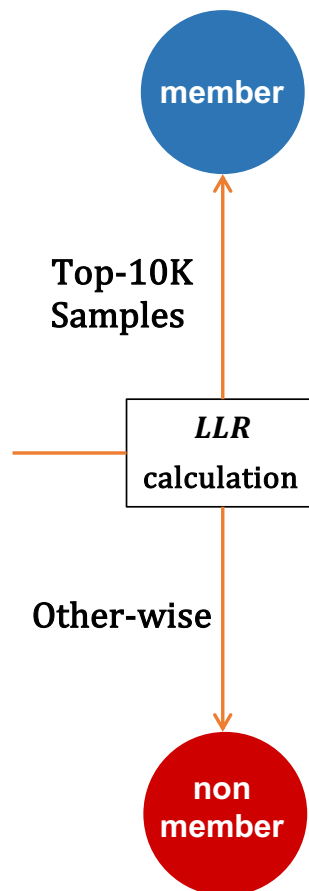 member
Top-10K
Samples
LLR
calculation
Other-wise
non
member